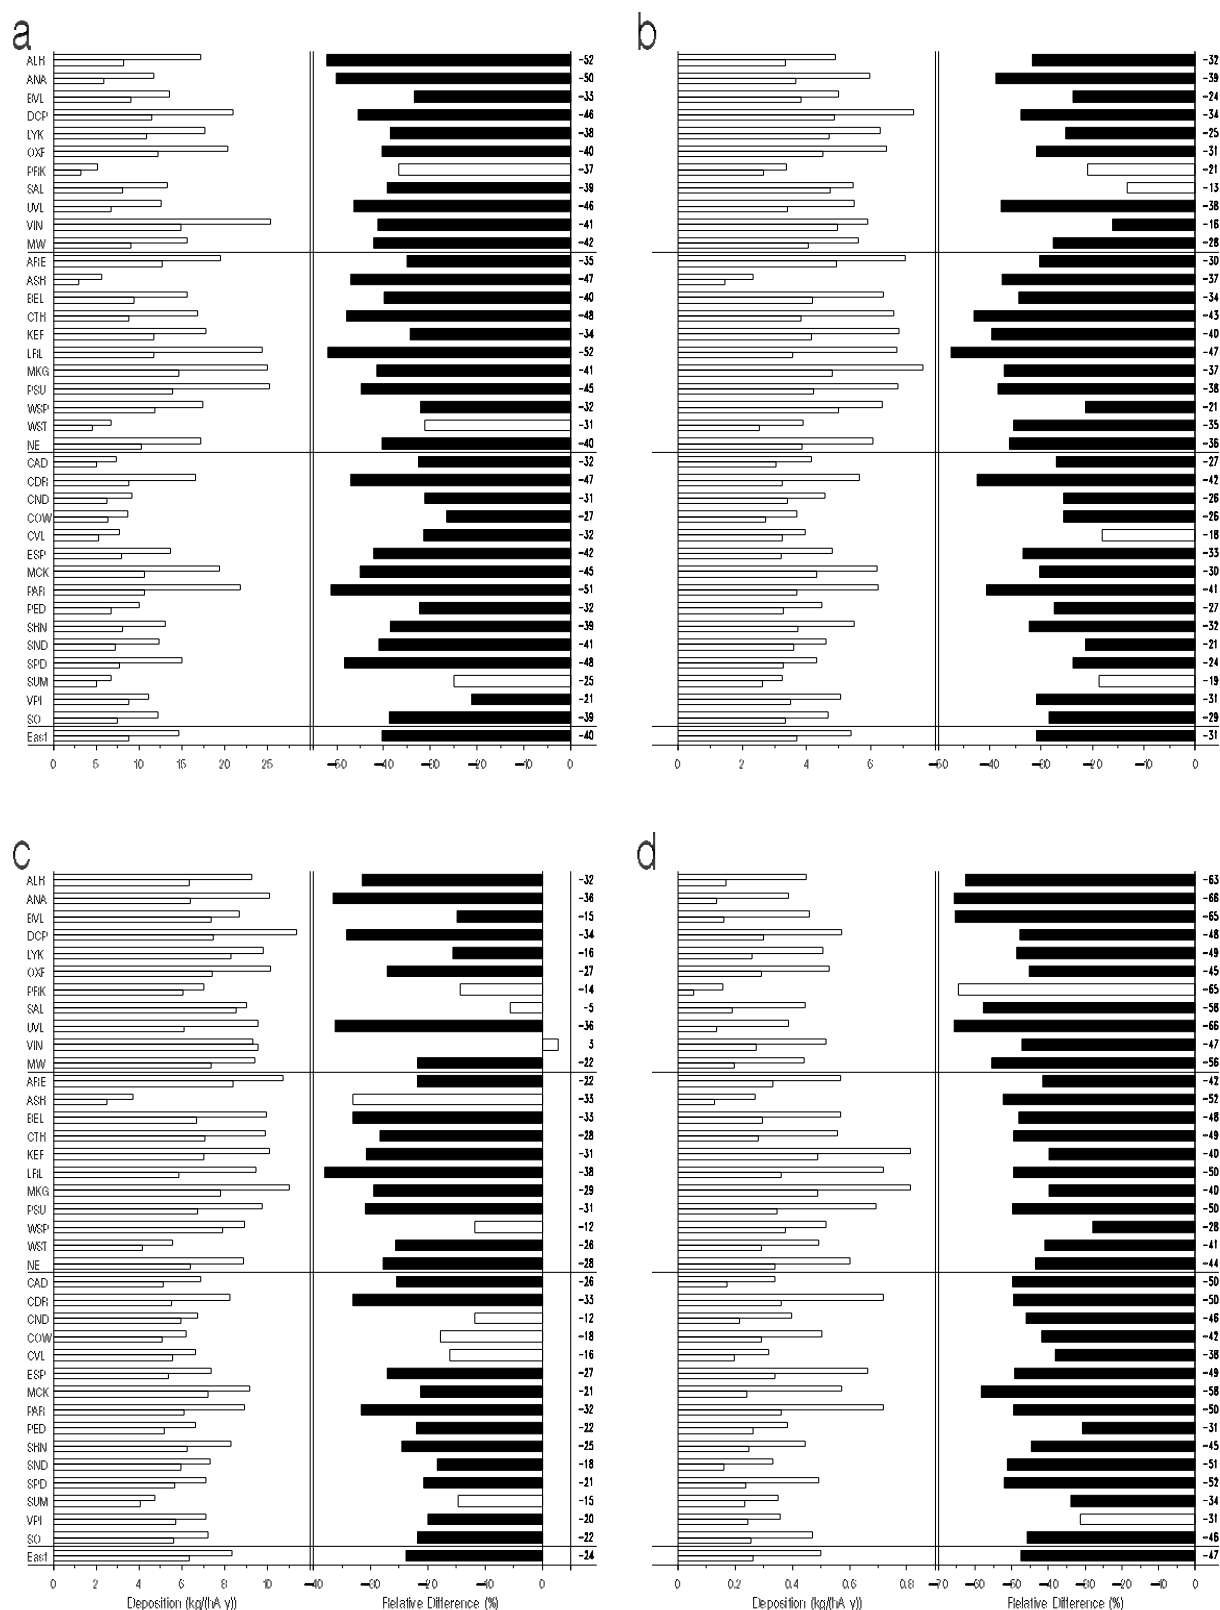 a b
ALH -52 -32
ANA -50 -39
BVL -33 -24
DCP -46 -34
LYK -38 -25
OXF -40 -31
PRK -37 -21
SAL -39 -13
UVL -46 -38
VIN -41 -16
MW -42 -28
ARE -35 -30
ASH -47 -37
BEL -40 -34
CTH -48 -43
KEF -34 -40
LRL -52 -47
MKG -41 -37
PSU -45 -38
WSP -32 -21
WST -31 -35
NE -40 -36
CAD -32 -27
CDR -47 -42
CND -31 -26
COW -27 -26
CVL -32 -18
ESP -42 -33
MCK -45 -30
PAR -51 -41
PED -32 -27
SHN -39 -32
SND -41 -21
SPD -48 -24
SUM -25 -19
VPI -21 -31
SO -39 -29
East -40 -31
0 5 10 15 20 25 -60 -50 -40 -30 -20 -10 0 0 2 4 6 -50 -40 -30 -20 -10 0
c d
ALH -32 -63
ANA -36 -66
BVL -15 -65
DCP -34 -48
LYK -16 -49
OXF -27 -45
PRK -14 -65
SAL -5 -58
UVL -36 -66
VIN 3 -47
MW -22 -56
ARE -22 -42
ASH -33 -52
BEL -33 -48
CTH -28 -49
KEF -31 -40
LRL -38 -50
MKG -29 -40
PSU -31 -50
WSP -12 -28
WST -26 -41
NE -28 -44
CAD -26 -50
CDR -33 -50
CND -12 -46
COW -18 -42
CVL -16 -38
ESP -27 -49
MCK -21 -58
PAR -32 -50
PED -22 -31
SHN -25 -45
SND -18 -51
SPD -21 -52
SUM -15 -34
VPI -20 -31
SO -22 -46
East -24 -47
0 2 4 6 8 10 -40 -30 -20 -10 0 0 0.2 0.4 0.6 0.8 -70 -60 -50 -40 -30 -20 -10 0
Deposition (kg/(hA y)) Relative Difference (%) Deposition (kg/(hA y)) Relative Difference (%)